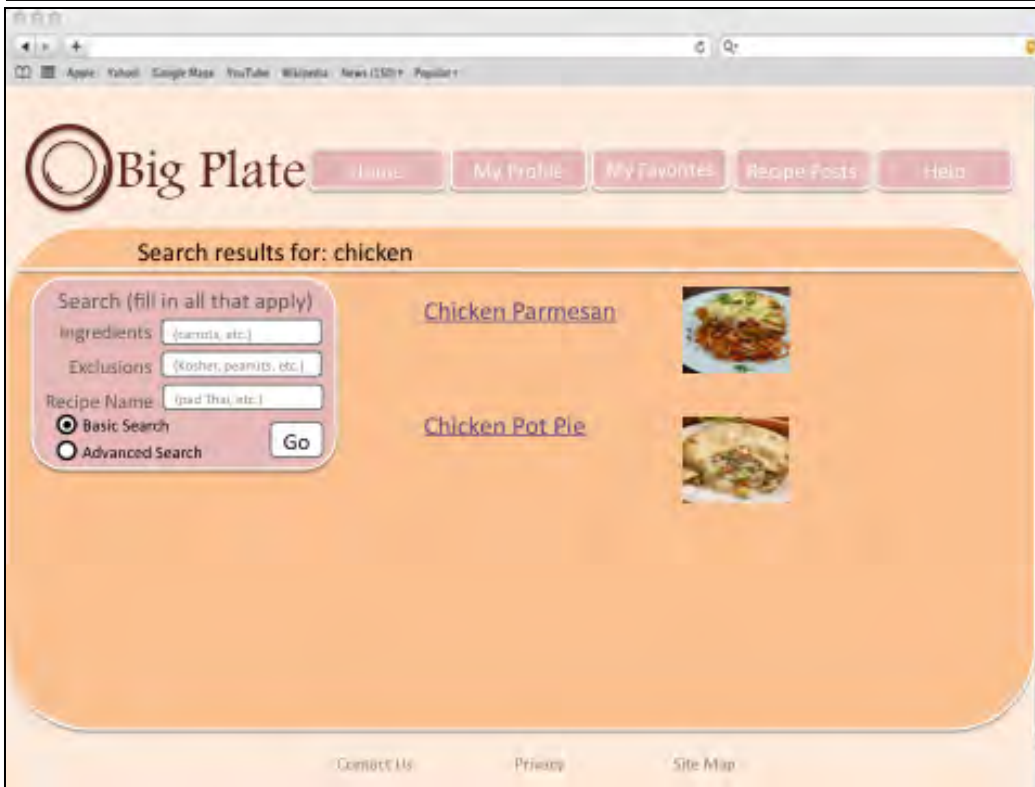 Apple Yahoo! Google Maps YouTube Wikipedia News (150) Popular
Big Plate
Home My Profile My Favorites Recipe Posts Help
Search results for: chicken
Search (fill in all that apply)
Ingredients (carrots, etc.)
Exclusions (Kosher, peanuts, etc.)
Recipe Name (pad Thai, etc.)
Basic Search
Advanced Search
Go
Chicken Parmesan
Chicken Pot Pie
Contact Us Privacy Site Map